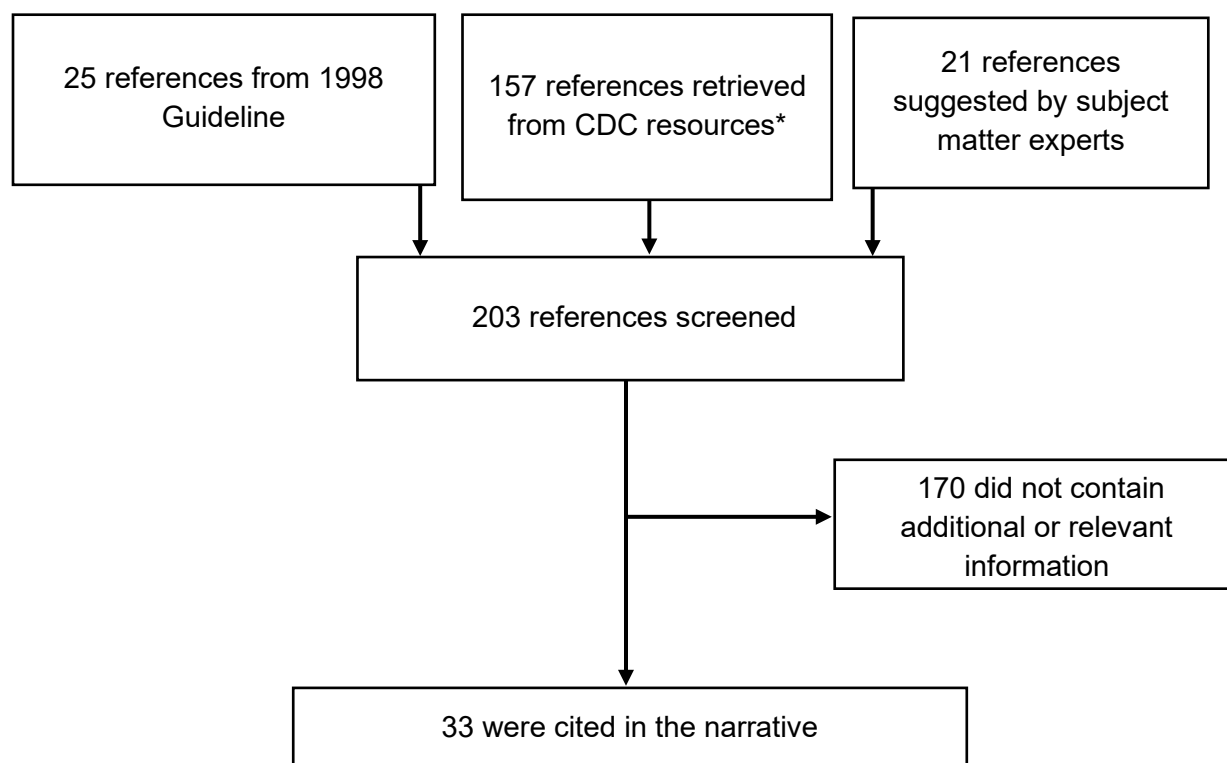 25 references from 1998
Guideline
157 references retrieved
from CDC resources*
21 references
suggested by subject
matter experts
203 references screened
170 did not contain
additional or relevant
information
33 were cited in the narrative